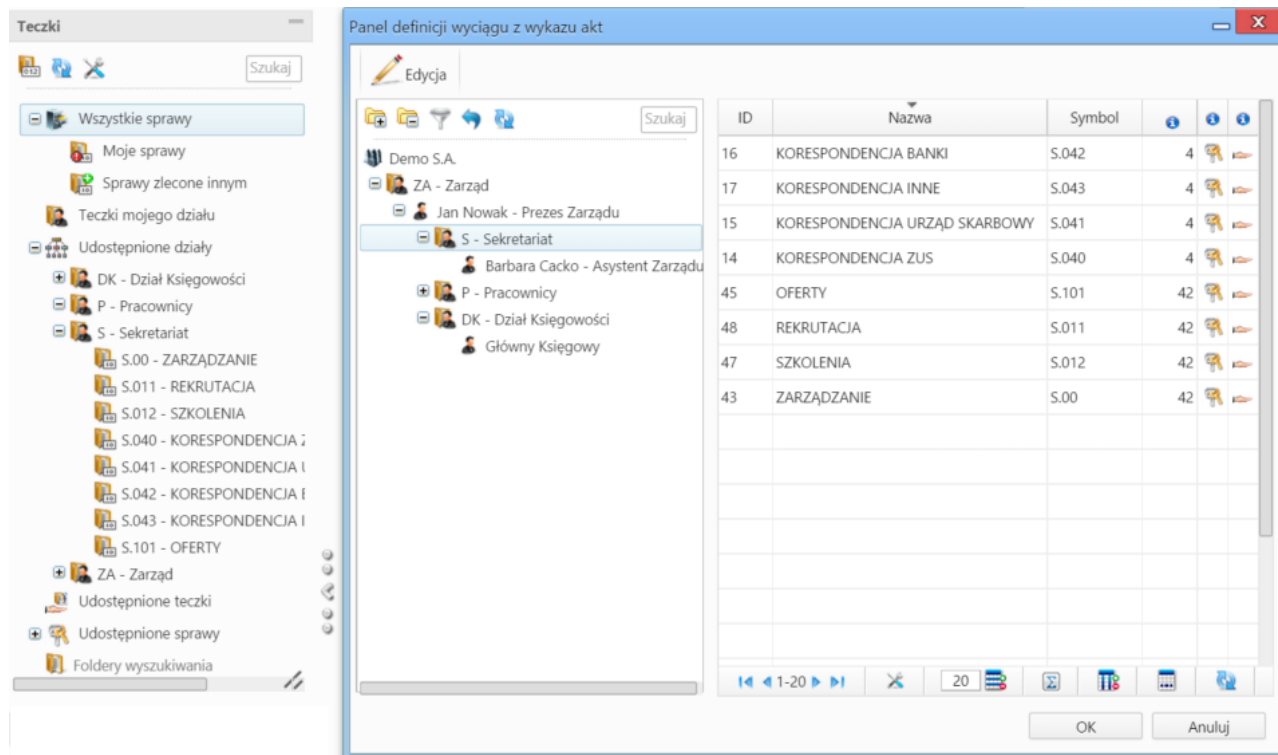 Teczki
Szukaj
Wszystkie sprawy
Moje sprawy
Sprawy zlecone innym
Teczki mojego działu
Udostępnione działy
DK - Dział Księgowości
P - Pracownicy
S - Sekretariat
S.00 - ZARZĄDZANIE
S.011 - REKRUTACJA
S.012 - SZKOLENIA
S.040 - KORESPONDENCJA
S.041 - KORESPONDENCJA
S.042 - KORESPONDENCJA
S.043 - KORESPONDENCJA
S.101 - OFERTY
ZA - Zarząd
Udostępnione teczki
Udostępnione sprawy
Foldery wyszukiwania
Panel definicji wyciągu z wykazu akt
Edycja
Szukaj
Demo S.A.
ZA - Zarząd
Jan Nowak - Prezes Zarządu
S - Sekretariat
Barbara Cacko - Asystent Zarządu
P - Pracownicy
DK - Dział Księgowości
Główny Księgowy
ID Nazwa Symbol
16 KORESPONDENCJA BANKI S.042 4
17 KORESPONDENCJA INNE S.043 4
15 KORESPONDENCJA URZĄD SKARBOWY S.041 4
14 KORESPONDENCJA ZUS S.040 4
45 OFERTY S.101 42
48 REKRUTACJA S.011 42
47 SZKOLENIA S.012 42
43 ZARZĄDZANIE S.00 42
1-20 20
OK Anuluj